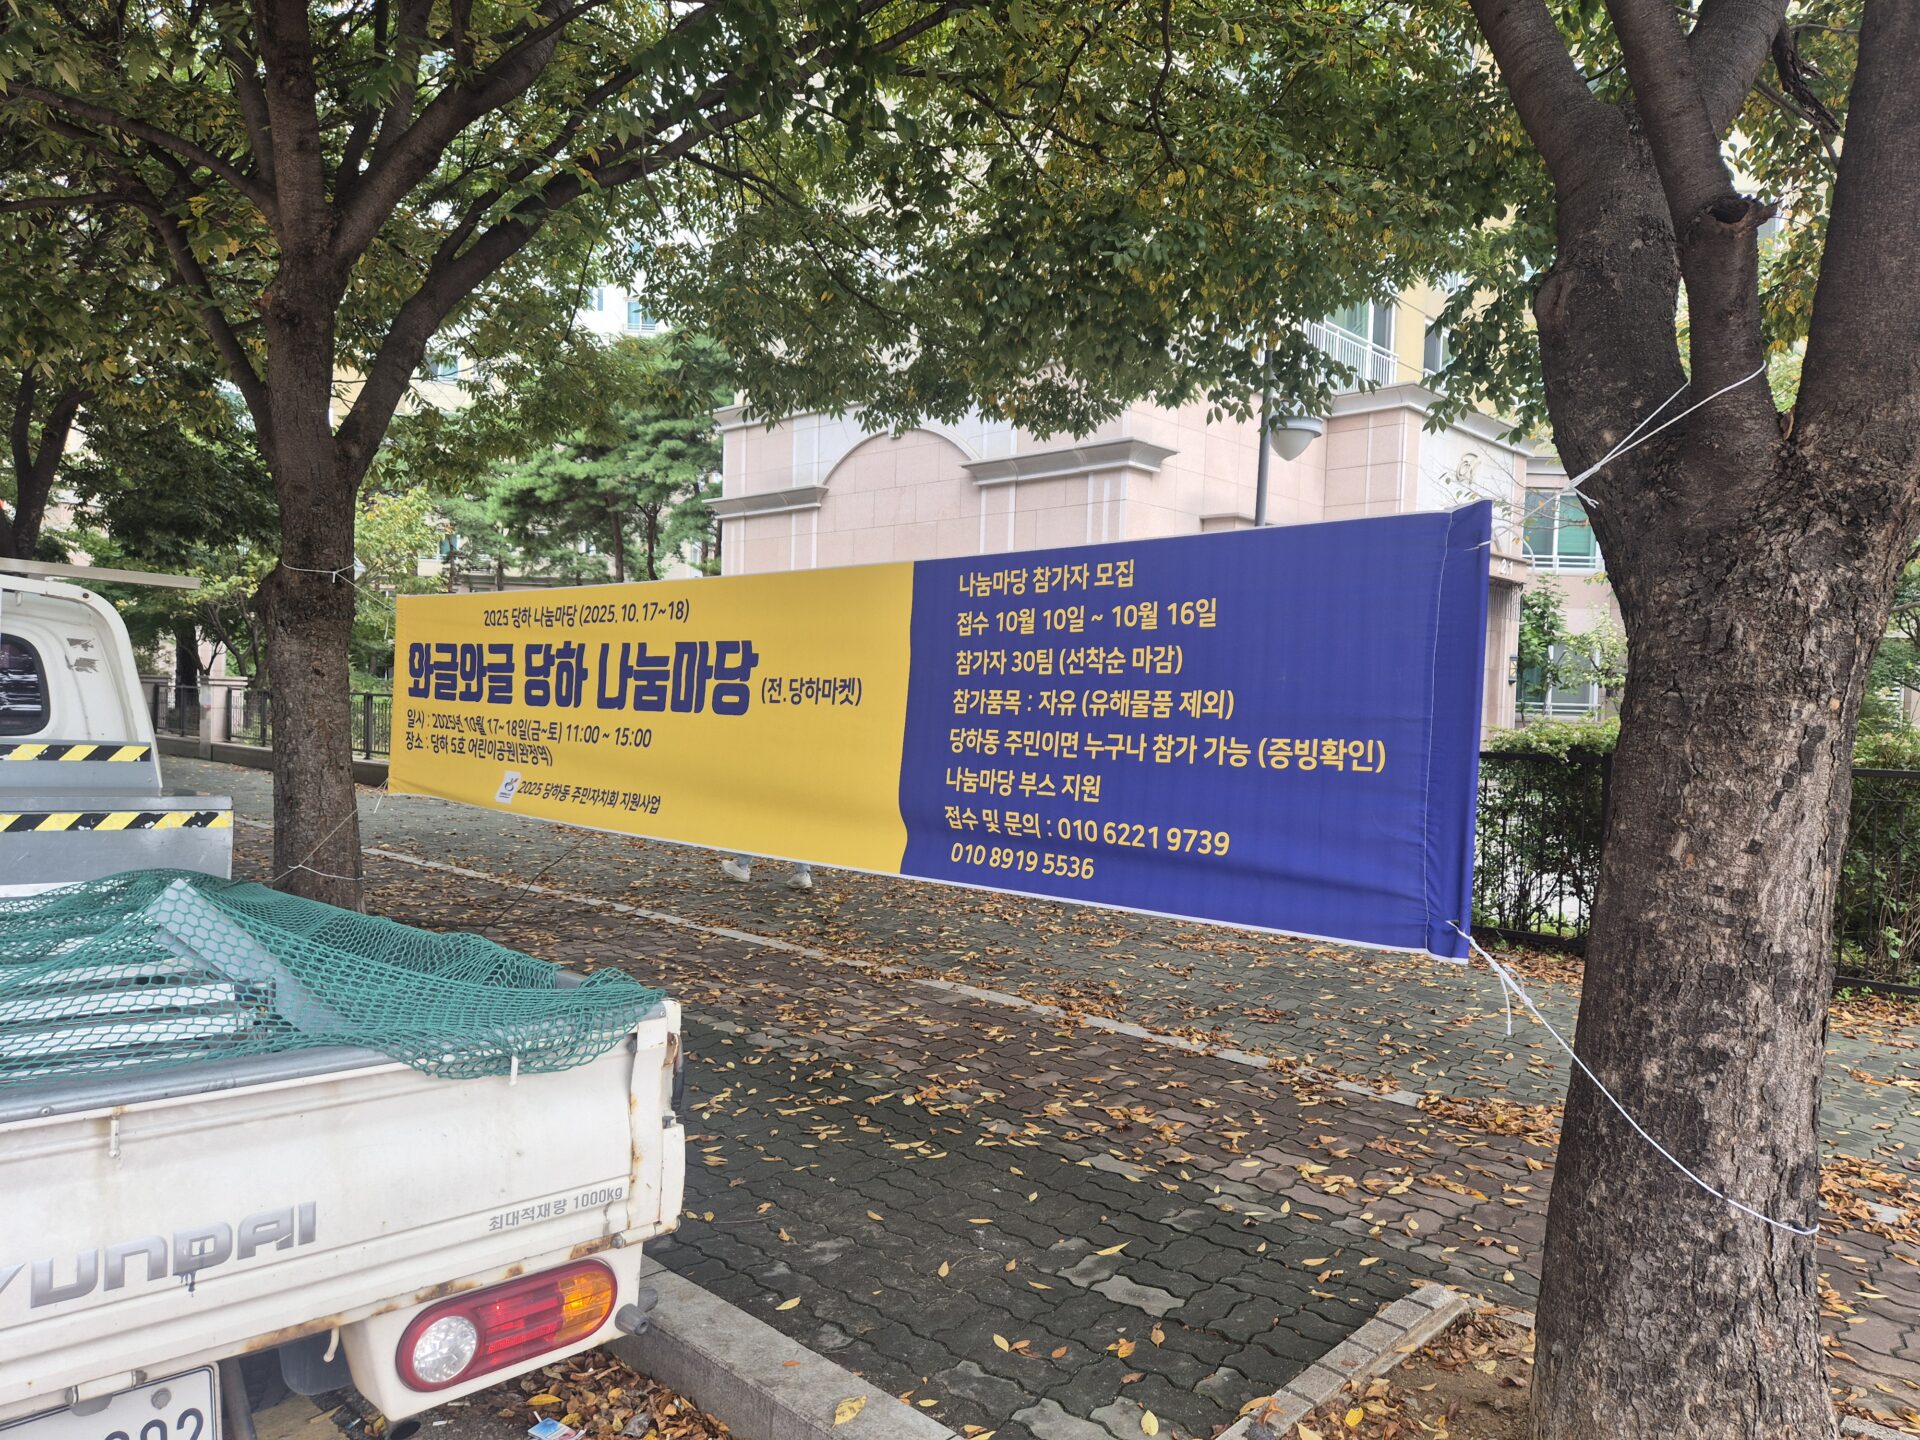 2025 당하 나눔마당 (2025. 10. 17~18)
와글와글 당하 나눔마당 (전. 당하마켓)
일시 : 2025년 10월 17~18일(금~토) 11:00 ~ 15:00
장소 : 당하 5호 어린이공원(완정역)
2025 당하동 주민자치회 지원사업
나눔마당 참가자 모집
접수 10월 10일 ~ 10월 16일
참가자 30팀 (선착순 마감)
참가품목 : 자유 (유해물품 제외)
당하동 주민이면 누구나 참가 가능 (증빙확인)
나눔마당 부스 지원
접수 및 문의 : 010 6221 9739
010 8919 5536
최대적재량 1000kg
YUNDAI